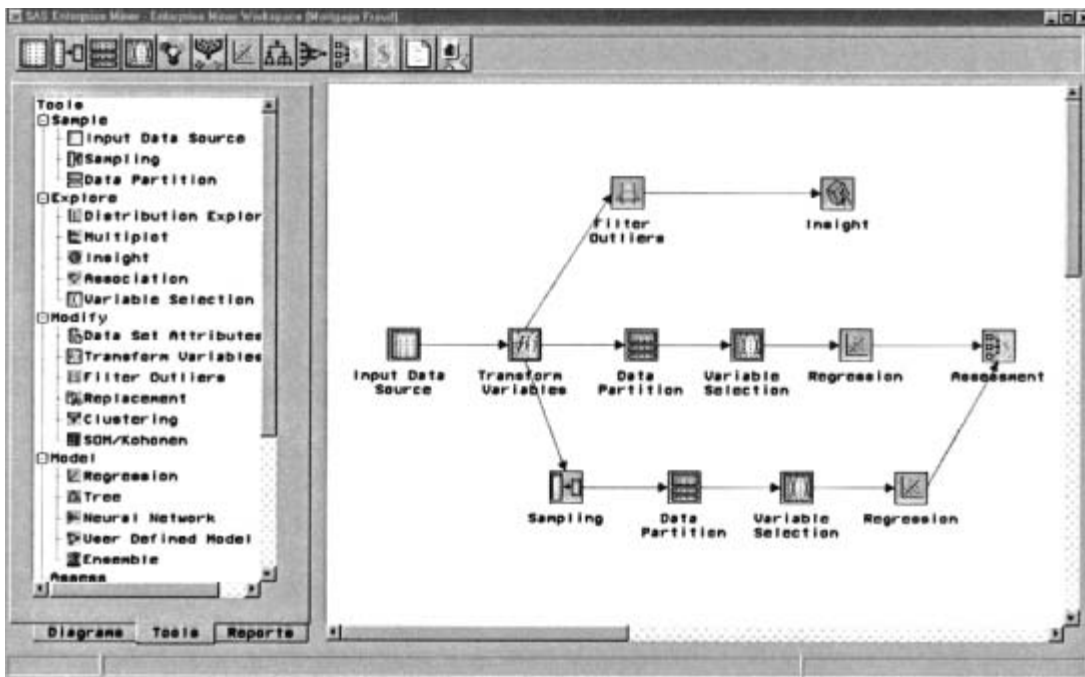 SAS Enterprise Miner - Enterprise Miner Workspace (Mortgage Fraud)
Tools
Sample
Input Data Source
Sampling
Data Partition
Explore
Distribution Explor
Multiplot
Insight
Association
Variable Selection
Modify
Data Set Attributes
Transform Variables
Filter Outliers
Replacement
Clustering
SOM/Kohonen
Model
Regression
Tree
Neural Network
User Defined Model
Ensemble
Assess
Diagrams Tools Reports
Filter
Outliers
Insight
Input Data
Source
Transform
Variables
Data
Partition
Variable
Selection
Regression
Assessment
Sampling
Data
Partition
Variable
Selection
Regression